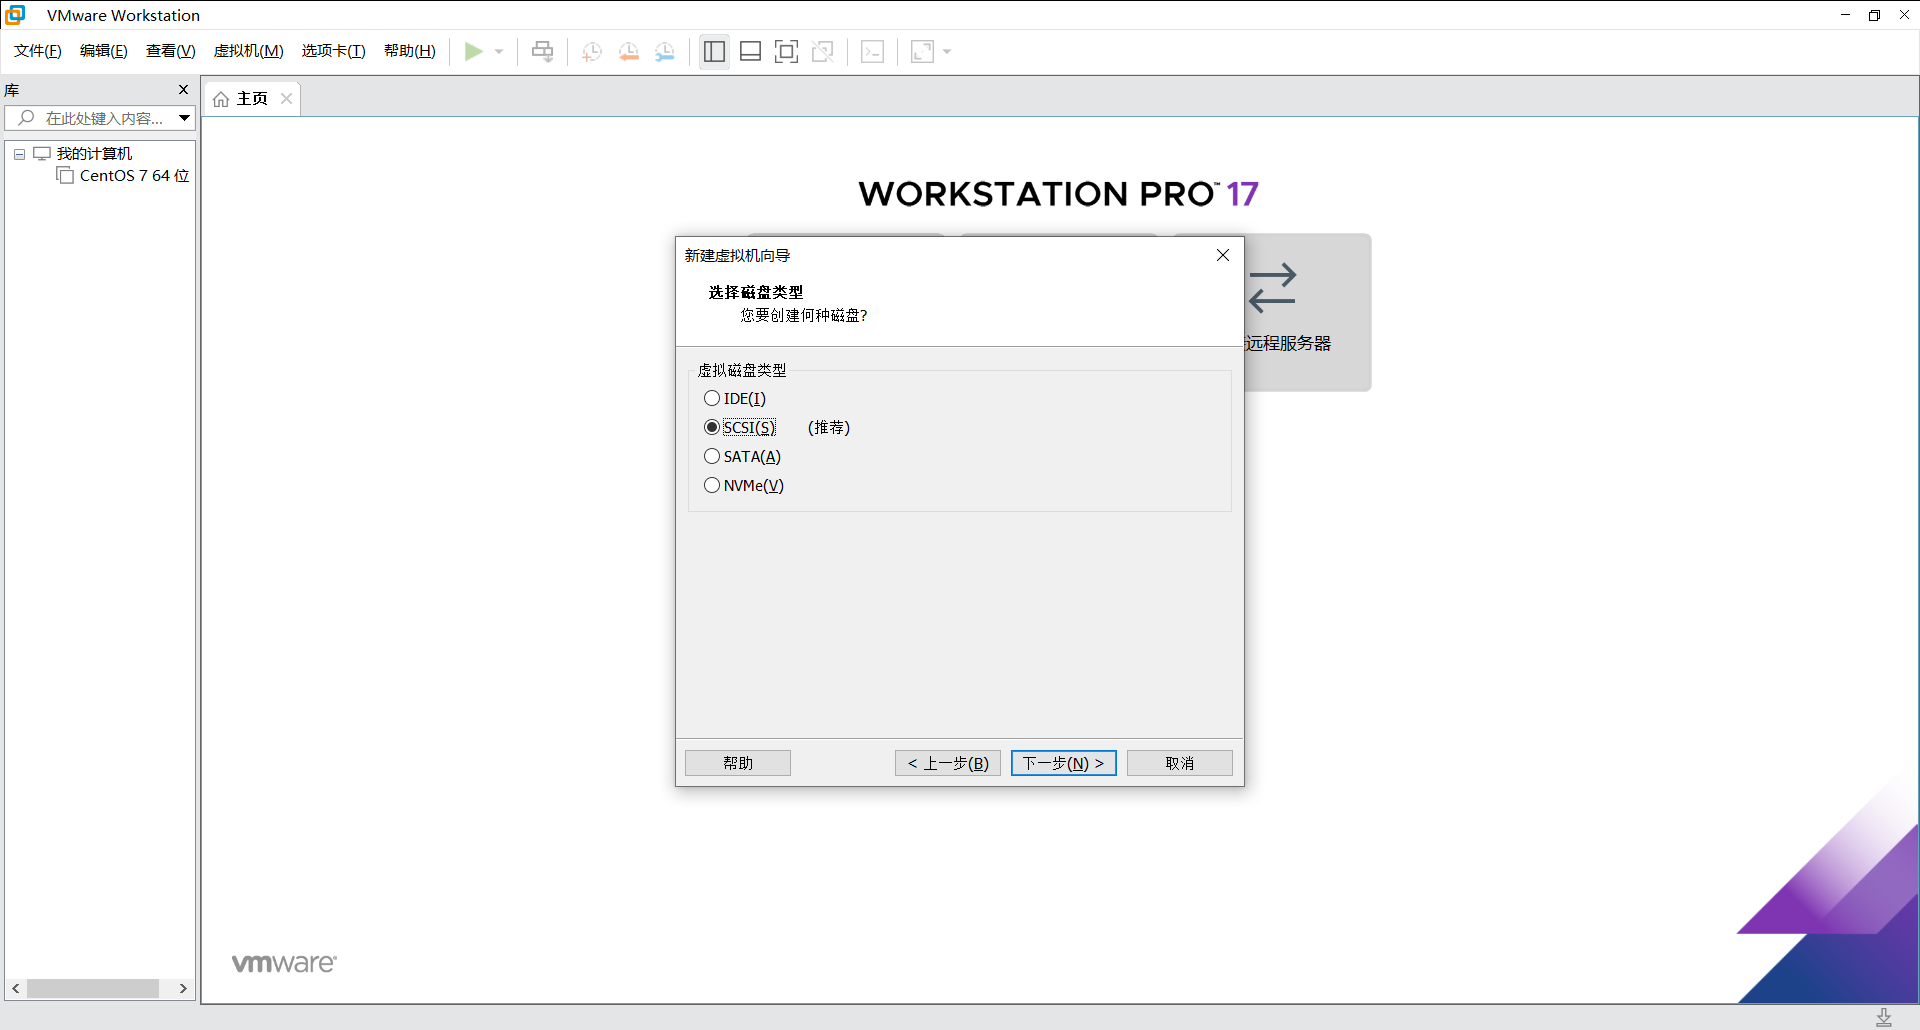 VMware Workstation
文件(F) 编辑(E) 查看(V) 虚拟机(M) 选项卡(T) 帮助(H)
库
主页
在此处键入内容...
我的计算机
CentOS 7 64 位
WORKSTATION PRO™ 17
远程服务器
新建虚拟机向导
选择磁盘类型
您要创建何种磁盘?
虚拟磁盘类型
IDE(I)
SCSI(S) (推荐)
SATA(A)
NVMe(V)
帮助
< 上一步(B)
下一步(N) >
取消
vmware®